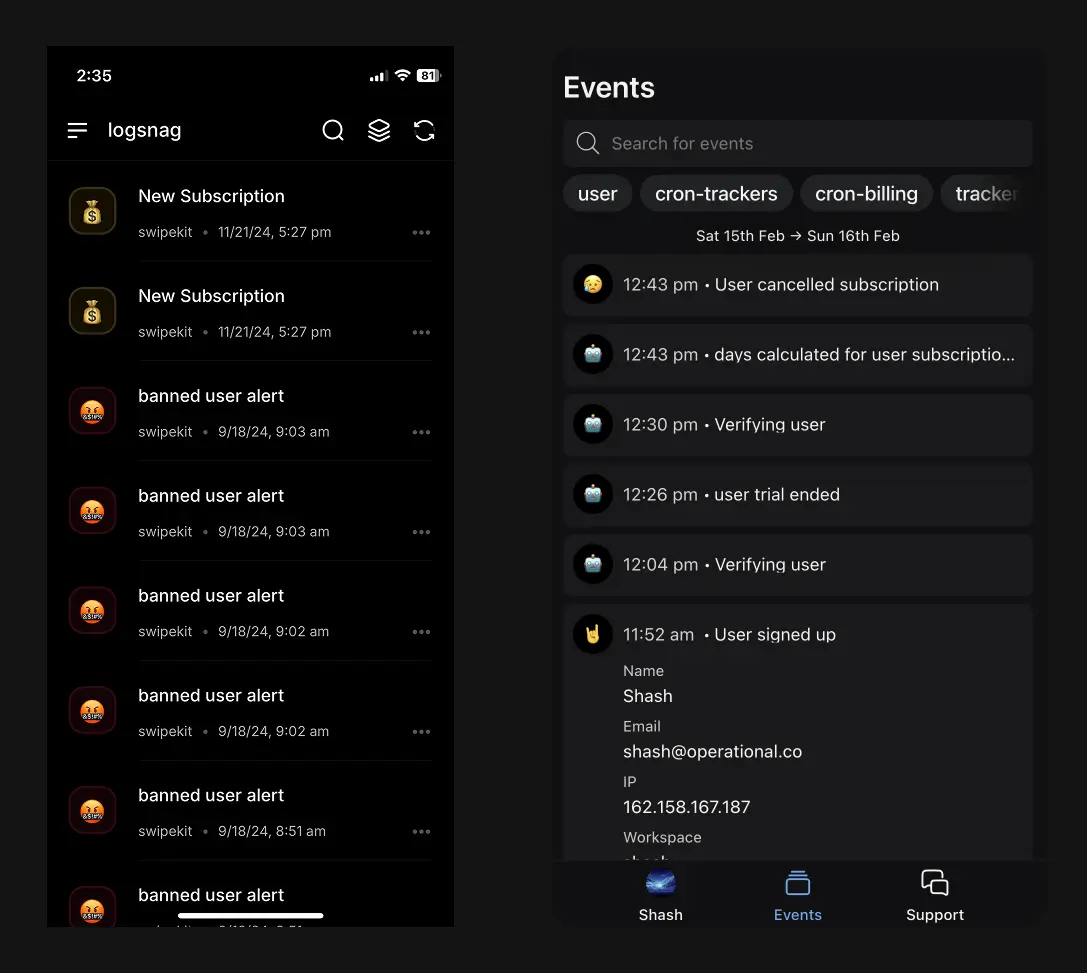 2:35
81
logsnag
New Subscription
swipekit • 11/21/24, 5:27 pm
New Subscription
swipekit • 11/21/24, 5:27 pm
banned user alert
swipekit • 9/18/24, 9:03 am
banned user alert
swipekit • 9/18/24, 9:03 am
banned user alert
swipekit • 9/18/24, 9:02 am
banned user alert
swipekit • 9/18/24, 9:02 am
banned user alert
swipekit • 9/18/24, 8:51 am
banned user alert
Events
Search for events
user
cron-trackers
cron-billing
tracker
Sat 15th Feb → Sun 16th Feb
12:43 pm • User cancelled subscription
12:43 pm • days calculated for user subscriptio...
12:30 pm • Verifying user
12:26 pm • user trial ended
12:04 pm • Verifying user
11:52 am • User signed up
Name
Shash
Email
shash@operational.co
IP
162.158.167.187
Workspace
Shash
Events
Support